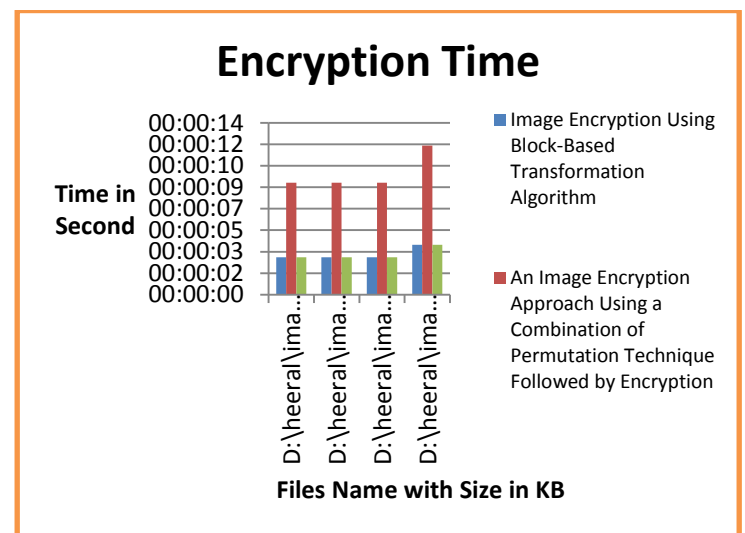 Encryption Time
00:00:14
00:00:12
00:00:10
00:00:09
00:00:07
00:00:05
00:00:03
00:00:02
00:00:00
Time in
Second
D:\heeral\ima...
D:\heeral\ima...
D:\heeral\ima...
D:\heeral\ima...
Files Name with Size in KB
Image Encryption Using
Block-Based
Transformation
Algorithm
An Image Encryption
Approach Using a
Combination of
Permutation Technique
Followed by Encryption